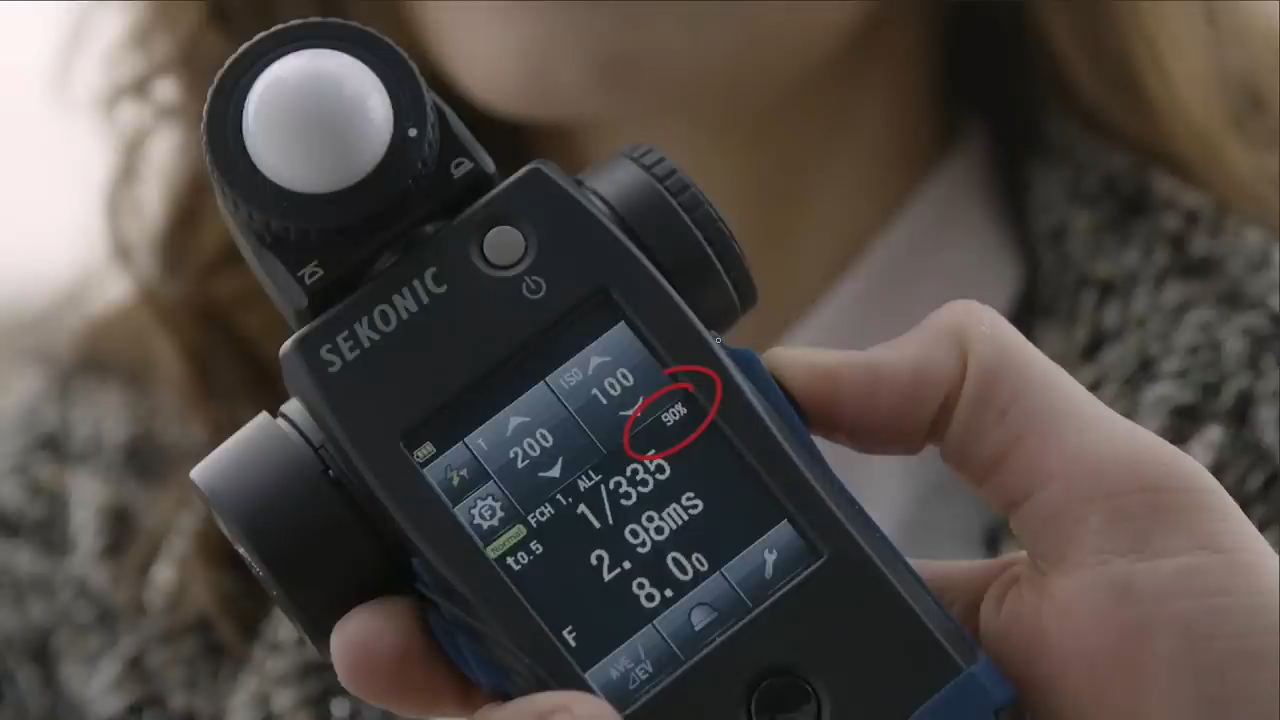 SEKONIC
ISO
100
T
200
90%
FCH 1, ALL
1/335
Normal
t0.5
2.98ms
8.00
F
AVE /
⊿EV